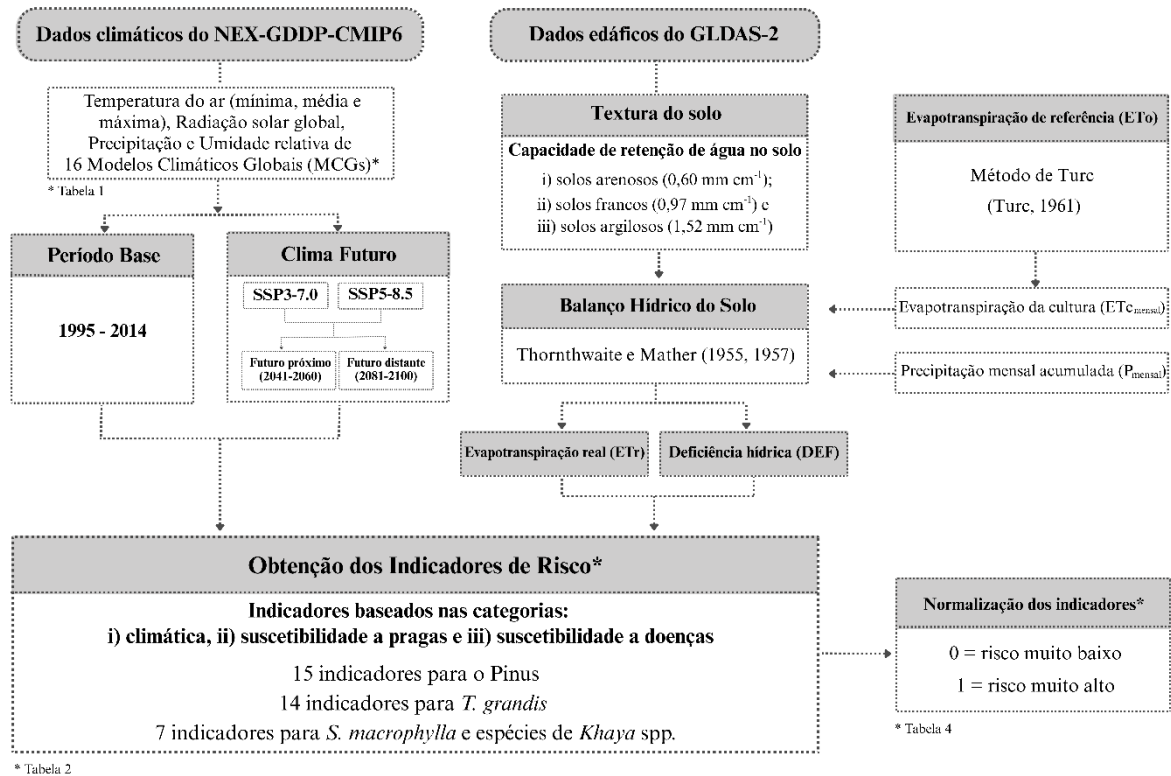 Dados climáticos do NEX-GDDP-CMIP6
Temperatura do ar (mínima, média e
máxima), Radiação solar global,
Precipitação e Umidade relativa de
16 Modelos Climáticos Globais (MCGs)*
* Tabela 1
Período Base
1995 - 2014
Clima Futuro
SSP3-7.0
SSP5-8.5
Futuro próximo
(2041-2060)
Futuro distante
(2081-2100)
Dados edáficos do GLDAS-2
Textura do solo
Capacidade de retenção de água no solo
i) solos arenosos (0,60 mm cm⁻¹);
ii) solos francos (0,97 mm cm⁻¹) e
iii) solos argilosos (1,52 mm cm⁻¹)
Balanço Hídrico do Solo
Thornthwaite e Mather (1955, 1957)
Evapotranspiração de referência (ETo)
Método de Turc
(Turc, 1961)
Evapotranspiração da cultura (ETc mensal)
Precipitação mensal acumulada (P mensal)
Evapotranspiração real (ETr)
Deficiência hídrica (DEF)
Obtenção dos Indicadores de Risco*
Indicadores baseados nas categorias:
i) climática, ii) suscetibilidade a pragas e iii) suscetibilidade a doenças
15 indicadores para o Pinus
14 indicadores para T. grandis
7 indicadores para S. macrophylla e espécies de Khaya spp.
* Tabela 2
Normalização dos indicadores*
0 = risco muito baixo
1 = risco muito alto
* Tabela 4